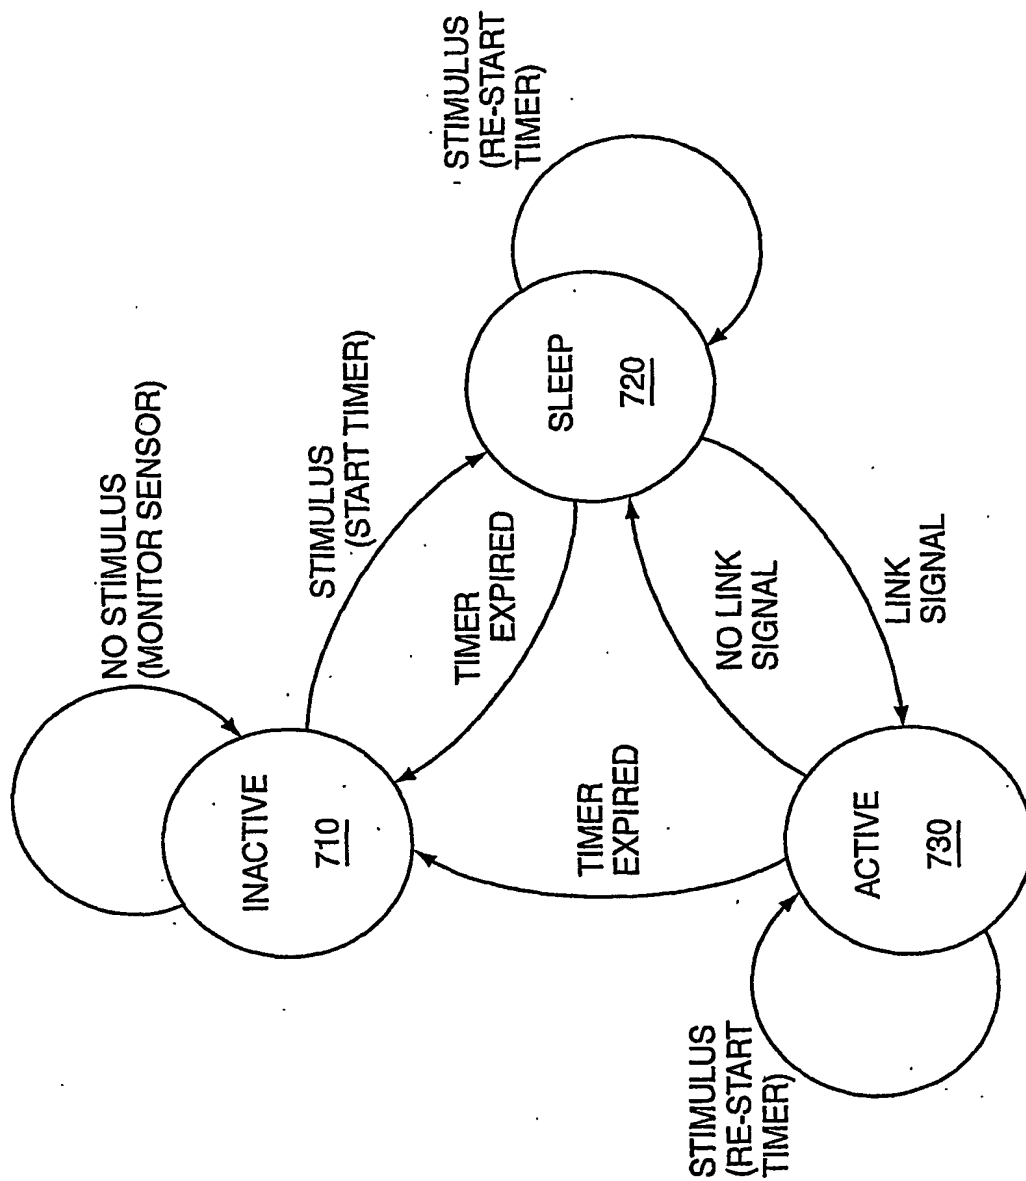 NO STIMULUS
(MONITOR SENSOR)
INACTIVE
710
STIMULUS
(START TIMER)
TIMER
EXPIRED
STIMULUS
(RE-START
TIMER)
SLEEP
720
TIMER
EXPIRED
NO LINK
SIGNAL
LINK
SIGNAL
STIMULUS
(RE-START
TIMER)
ACTIVE
730